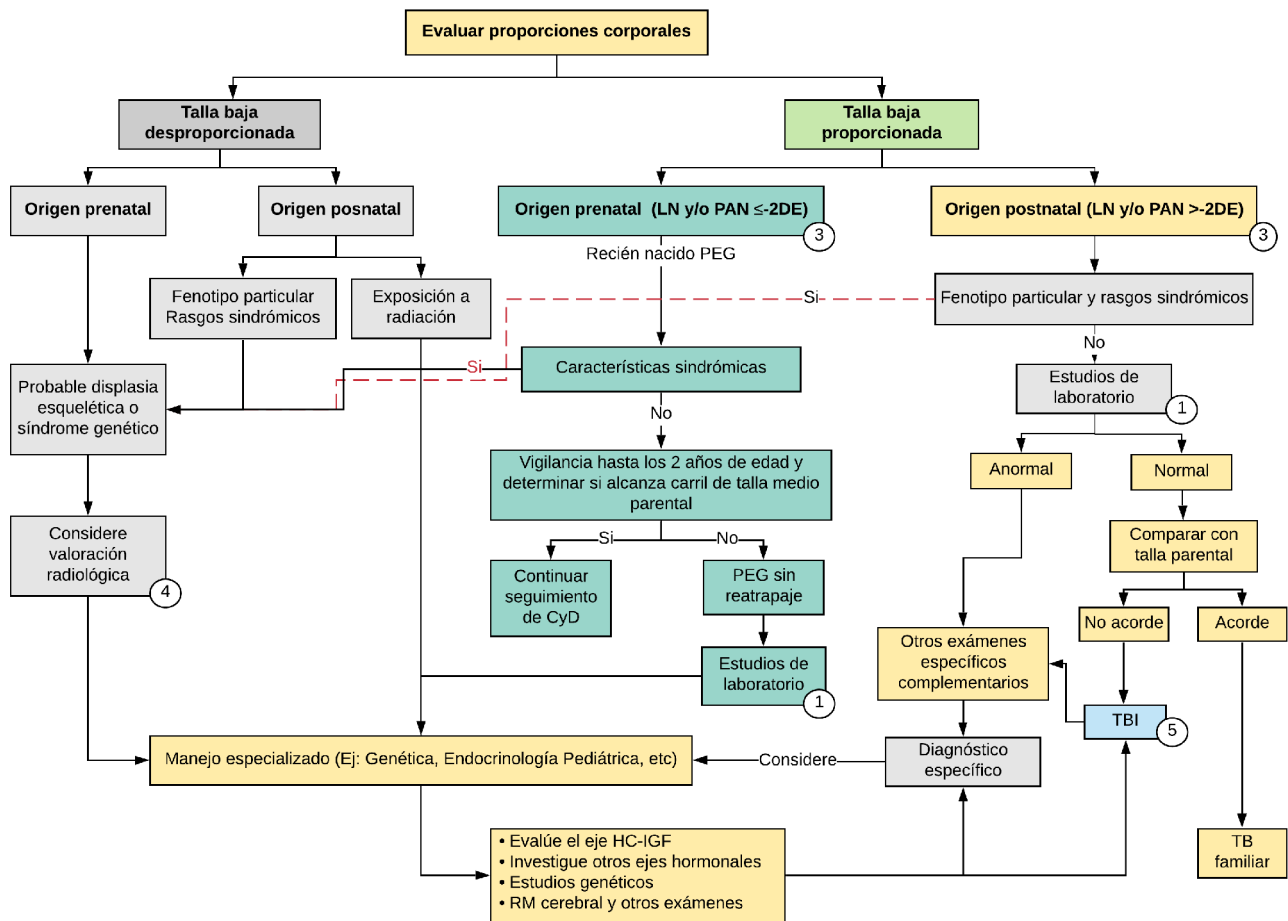 Evaluar proporciones corporales
Talla baja
desproporcionada
Talla baja
proporcionada
Origen prenatal
Origen posnatal
Origen prenatal (LN y/o PAN ≤-2DE)
3
Origen postnatal (LN y/o PAN >-2DE)
3
Recién nacido PEG
Fenotipo particular
Rasgos sindrómicos
Exposición a
radiación
Si
Fenotipo particular y rasgos sindrómicos
No
Probable displasia
esquelética o
síndrome genético
Si
Características sindrómicas
No
Estudios de
laboratorio
1
Vigilancia hasta los 2 años de edad y
determinar si alcanza carril de talla medio
parental
Anormal
Normal
Considere
valoración
radiológica
4
Si
No
Continuar
seguimiento
de CyD
PEG sin
reatrapaje
Comparar con
talla parental
No acorde
Acorde
Estudios de
laboratorio
1
Otros exámenes
específicos
complementarios
TBI
5
Manejo especializado (Ej: Genética, Endocrinología Pediátrica, etc)
Considere
Diagnóstico
específico
• Evalúe el eje HC-IGF
• Investigue otros ejes hormonales
• Estudios genéticos
• RM cerebral y otros exámenes
TB
familiar